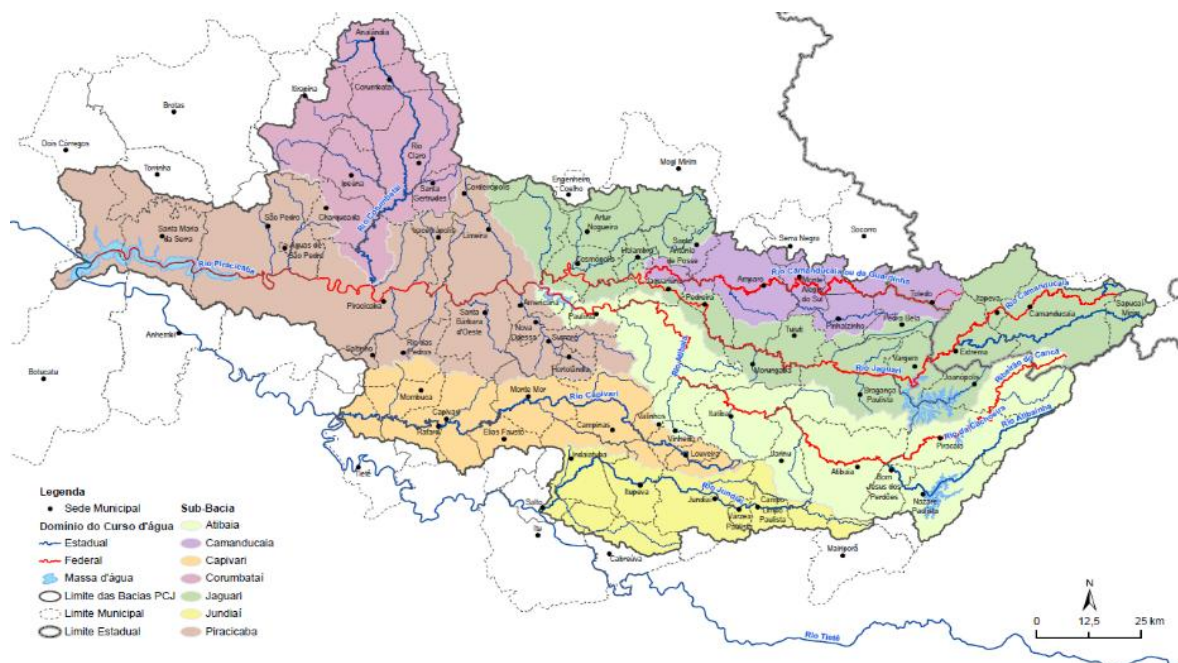 Analândia
Corumbataí
Itirapina
Brotas
Dois Córregos
Torrinha
Rio
Claro
Ipeúna
Santa
Gertrudes
Cordeirópolis
Charqueada
Rio Corumbataí
Mogi Mirim
Engenheiro
Coelho
Artur
Nogueira
Limeira
Iracemápolis
São Pedro
Águas de
São Pedro
Santa Maria
da Serra
Rio Piracicaba
Holambra
Santo
Antônio
de Posse
Serra Negra
Socorro
Cosmópolis
Jaguariúna
Pedreira
Amparo
Rio Camanducaia ou da Guardinha
Monte
Alegre
do Sul
Toledo
Pinhalzinho
Pedra Bela
Itapeva
Rio Camanducaia
Camanducaia
Sapucaí
Mirim
Extrema
Piracicaba
Americana
Paulínia
Santa
Bárbara
d'Oeste
Nova
Odessa
Sumaré
Hortolândia
Saltinho
Rio das
Pedras
Anhembi
Botucatu
Tuiuti
Morungaba
Vargem
Rio Jaguari
Bragança
Paulista
Joanópolis
Ribeirão do Cancã
Rio Atibaia
Rio da Cachoeira
Rio Atibainha
Piracaia
Mombuca
Monte Mor
Rio Capivari
Capivari
Rafard
Elias Fausto
Campinas
Valinhos
Vinhedo
Louveira
Itatiba
Jarinu
Atibaia
Bom
Jesus dos
Perdões
Nazaré
Paulista
Indaiatuba
Itupeva
Rio Jundiaí
Jundiaí
Várzea
Paulista
Campo
Limpo
Paulista
Tietê
Salto
Itu
Cabreúva
Mairiporã
Rio Tietê
Legenda
Sede Municipal
Domínio do Curso d'água
Estadual
Federal
Massa d'água
Limite das Bacias PCJ
Limite Municipal
Limite Estadual
Sub-Bacia
Atibaia
Camanducaia
Capivari
Corumbataí
Jaguari
Jundiaí
Piracicaba
N
0 12,5 25 km